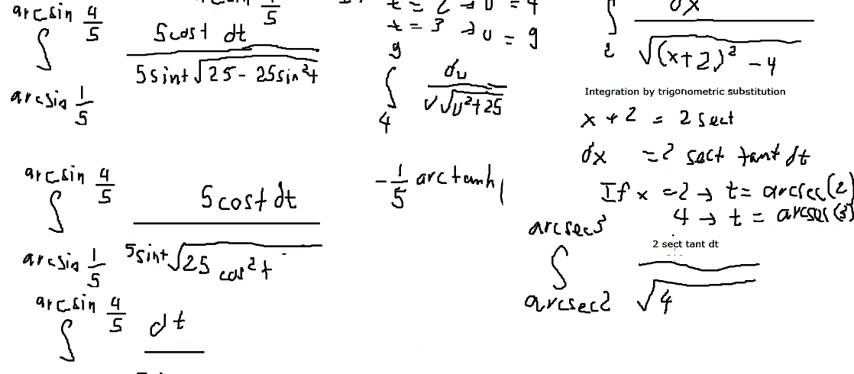 arcsin 4/5
∫ 5cost dt / 5sint√25 - 25sin²t
arcsin 1/5
arcsin 4/5
∫ 5cost dt / 5sint√25 cos²t
arcsin 1/5
arcsin 4/5
∫ dt
t = 2 → u = 4
t = 3 → u = 9
9
∫ du / u√u²+25
4
-1/5 arctanh(
∫ dx / √(x+2)² - 4
2
Integration by trigonometric substitution
x + 2 = 2 sect
dx = 2 sect tant dt
If x = 2 → t = arcsec(2)
4 → t = arcsec(3)
arcsec3
2 sect tant dt
∫ √4
arcsec2